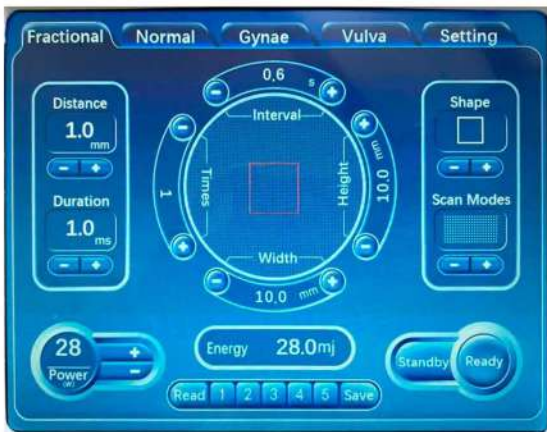 Fractional Normal Gynae Vulva Setting
0,6 s
Interval
Distance
1.0 mm
Duration
1.0 ms
Times
1
Height
10,0 mm
Width
10,0 mm
Shape
Scan Modes
28
Power
(W)
Energy 28.0mj
Standby Ready
Read 1 2 3 4 5 Save